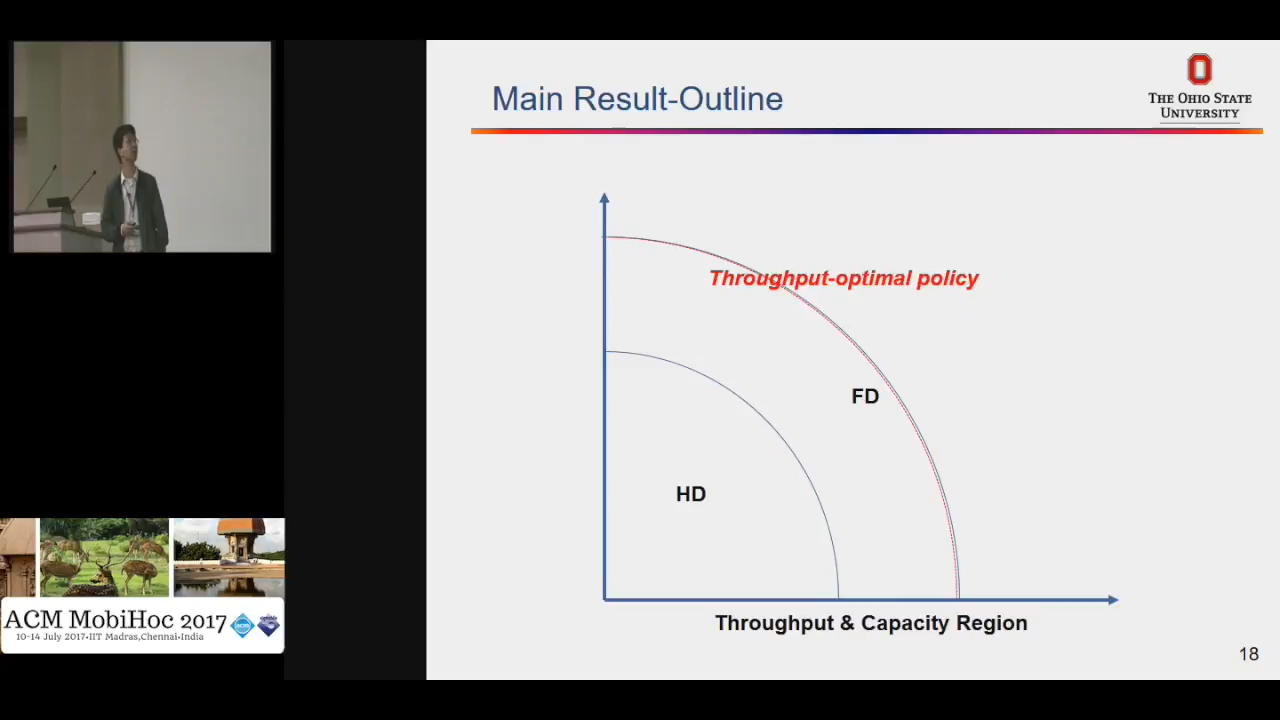 Main Result-Outline
THE OHIO STATE
UNIVERSITY
Throughput-optimal policy
FD
HD
Throughput & Capacity Region
18
ACM MobiHoc 2017
10-14 July 2017•IIT Madras,Chennai•India